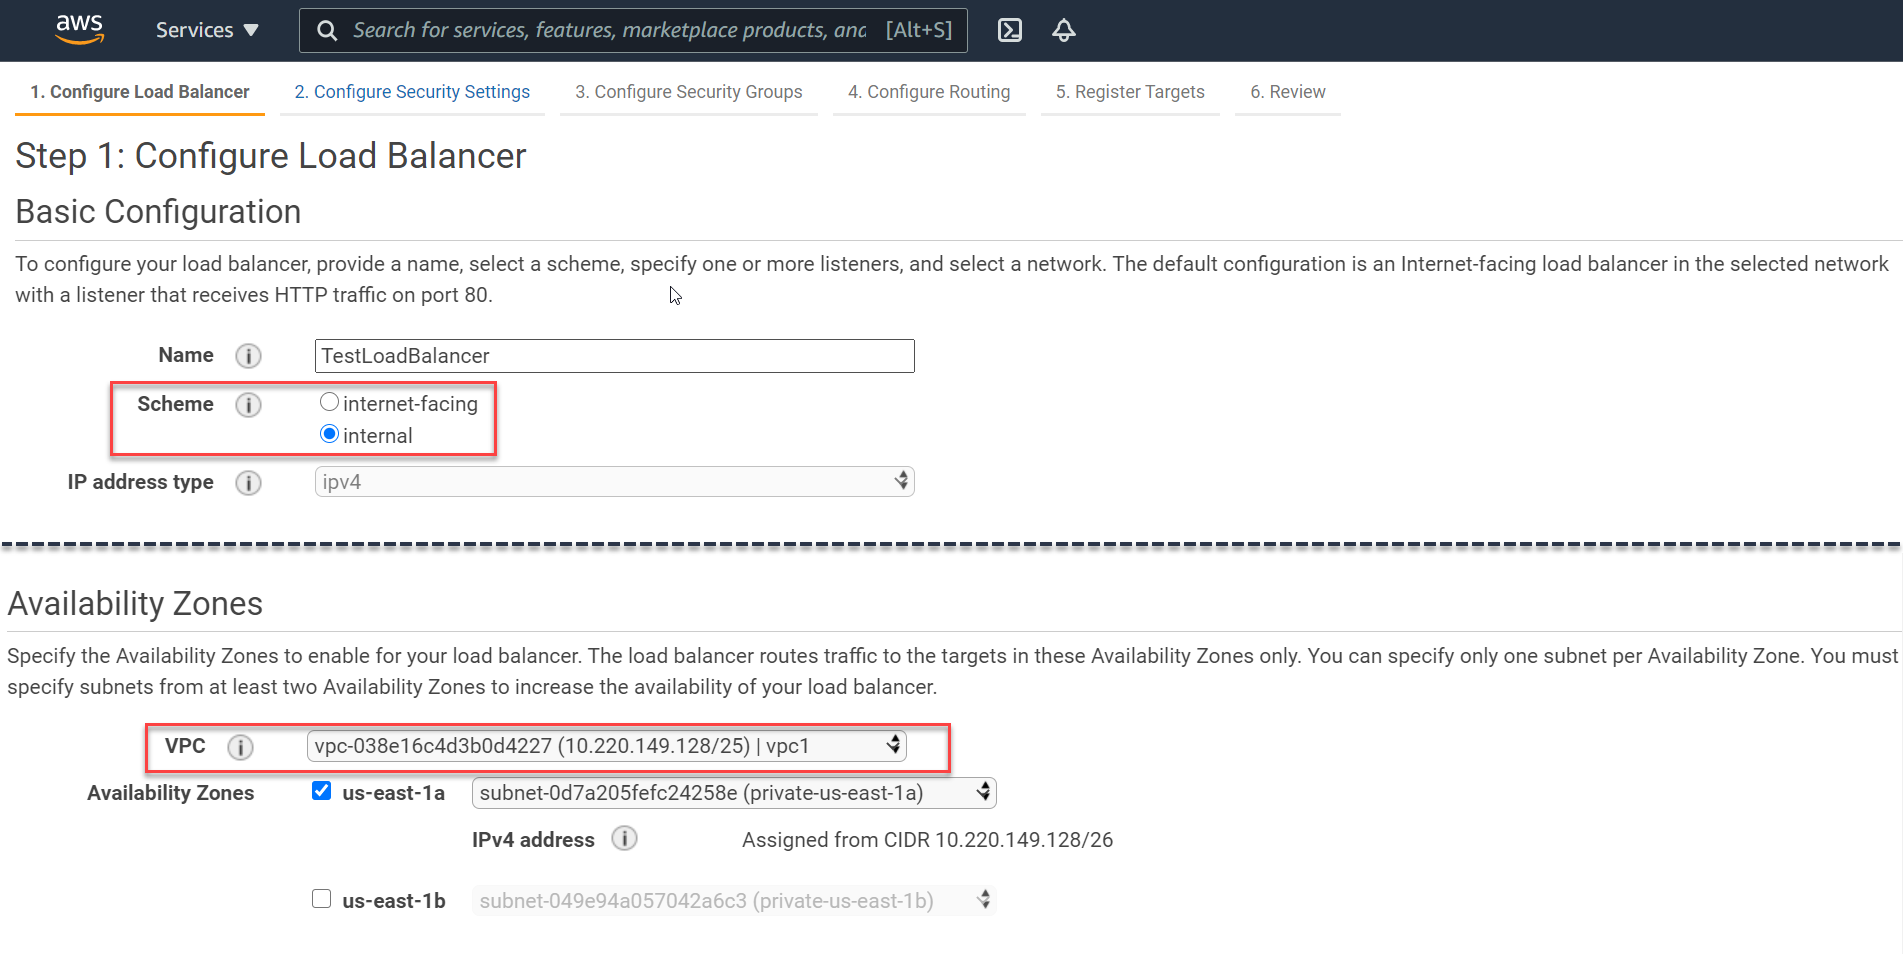 aws Services Search for services, features, marketplace products, and [Alt+S]
1. Configure Load Balancer 2. Configure Security Settings 3. Configure Security Groups 4. Configure Routing 5. Register Targets 6. Review
Step 1: Configure Load Balancer
Basic Configuration
To configure your load balancer, provide a name, select a scheme, specify one or more listeners, and select a network. The default configuration is an Internet-facing load balancer in the selected network
with a listener that receives HTTP traffic on port 80.
Name i TestLoadBalancer
Scheme i internet-facing
internal
IP address type i ipv4
Availability Zones
Specify the Availability Zones to enable for your load balancer. The load balancer routes traffic to the targets in these Availability Zones only. You can specify only one subnet per Availability Zone. You must
specify subnets from at least two Availability Zones to increase the availability of your load balancer.
VPC i vpc-038e16c4d3b0d4227 (10.220.149.128/25) | vpc1
Availability Zones us-east-1a subnet-0d7a205fefc24258e (private-us-east-1a)
IPv4 address i Assigned from CIDR 10.220.149.128/26
us-east-1b subnet-049e94a057042a6c3 (private-us-east-1b)